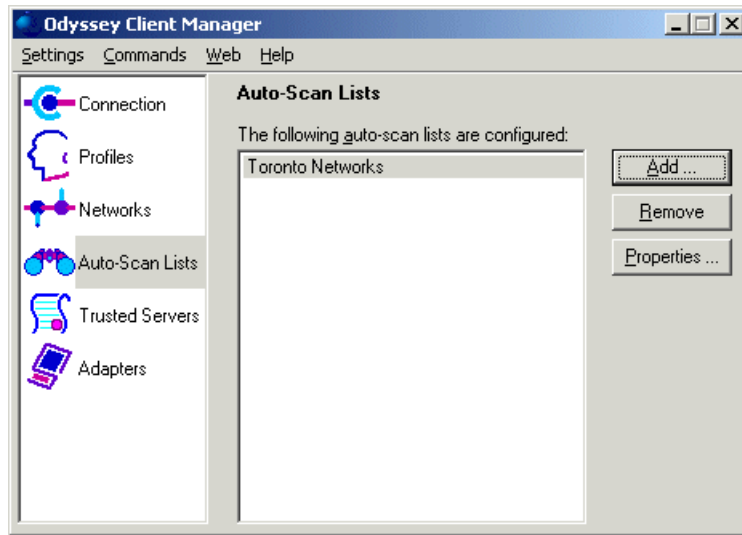 Odyssey Client Manager
Settings Commands Web Help
Connection
Profiles
Networks
Auto-Scan Lists
Trusted Servers
Adapters
Auto-Scan Lists
The following auto-scan lists are configured:
Toronto Networks
Add ...
Remove
Properties ...